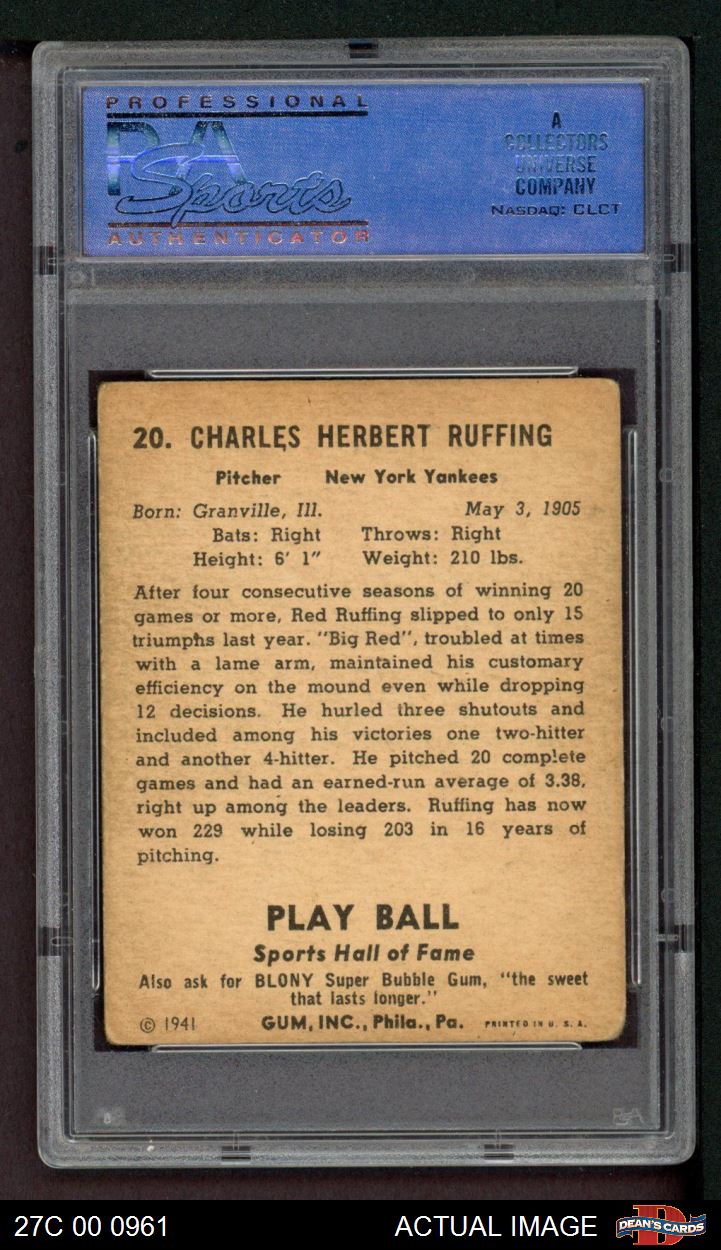 PROFESSIONAL
PSA
Sports
AUTHENTICATOR
A
COLLECTORS
UNIVERSE
COMPANY
NASDAQ: CLCT
20. CHARLES HERBERT RUFFING
Pitcher New York Yankees
Born: Granville, Ill. May 3, 1905
Bats: Right Throws: Right
Height: 6' 1" Weight: 210 lbs.
After four consecutive seasons of winning 20
games or more, Red Ruffing slipped to only 15
triumphs last year. "Big Red", troubled at times
with a lame arm, maintained his customary
efficiency on the mound even while dropping
12 decisions. He hurled three shutouts and
included among his victories one two-hitter
and another 4-hitter. He pitched 20 complete
games and had an earned-run average of 3.38,
right up among the leaders. Ruffing has now
won 229 while losing 203 in 16 years of
pitching.
PLAY BALL
Sports Hall of Fame
Also ask for BLONY Super Bubble Gum, "the sweet
that lasts longer."
© 1941 GUM, INC., Phila., Pa. PRINTED IN U. S. A.
PSA
27C 00 0961 ACTUAL IMAGE DEAN'S CARDS